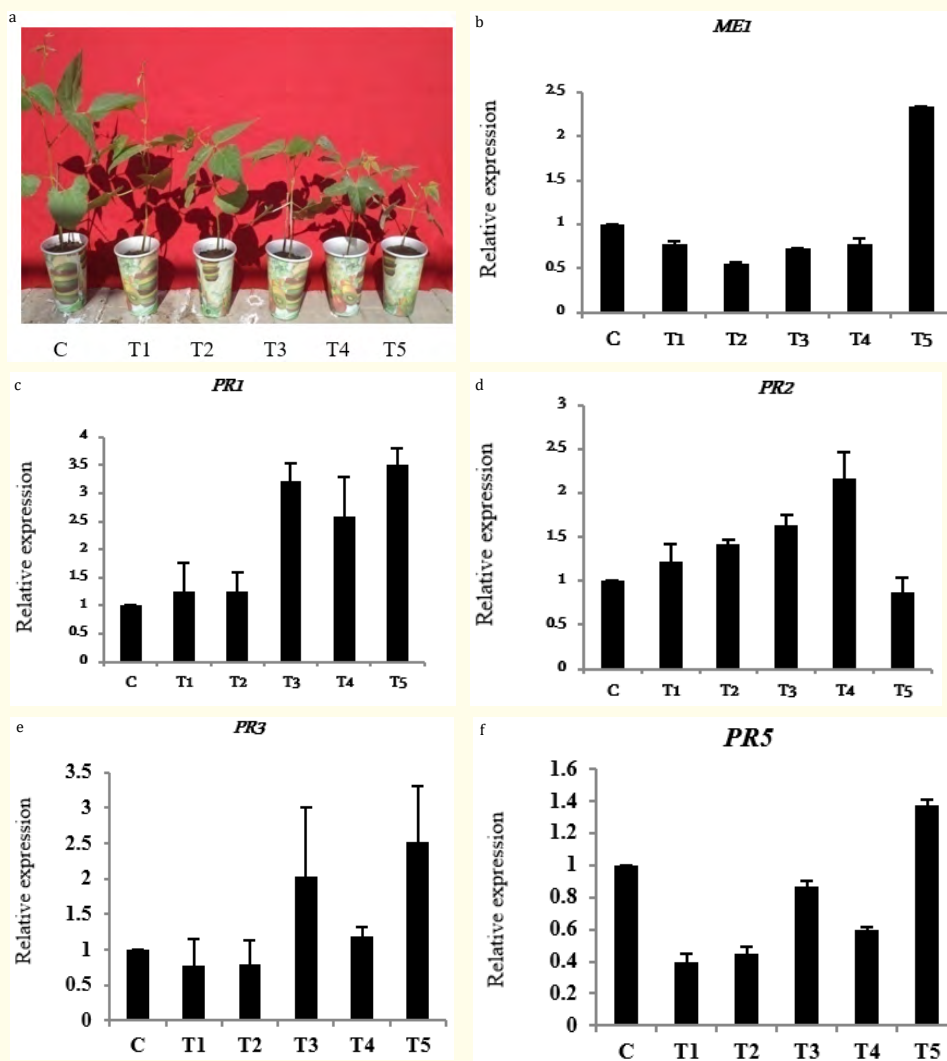 a
C T1 T2 T3 T4 T5
b
ME1
Relative expression
2.5
2
1.5
1
0.5
0
C T1 T2 T3 T4 T5
c
PR1
Relative expression
4
3.5
3
2.5
2
1.5
1
0.5
0
C T1 T2 T3 T4 T5
d
PR2
Relative expression
3
2.5
2
1.5
1
0.5
0
C T1 T2 T3 T4 T5
e
PR3
Relative expression
3.5
3
2.5
2
1.5
1
0.5
0
C T1 T2 T3 T4 T5
f
PR5
Relative expression
1.6
1.4
1.2
1
0.8
0.6
0.4
0.2
0
C T1 T2 T3 T4 T5